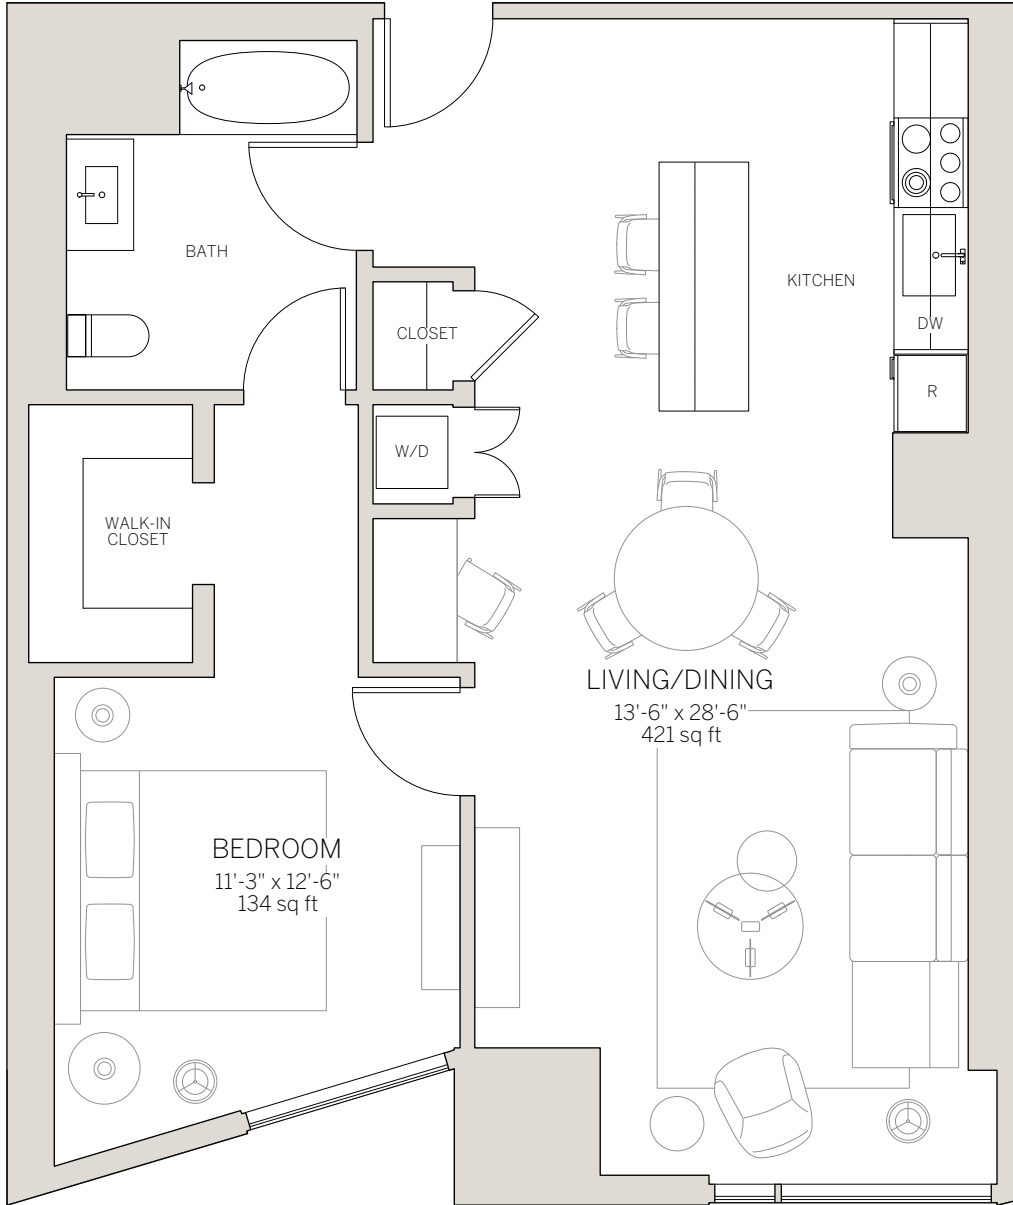 BATH
KITCHEN
CLOSET
DW
R
W/D
WALK-IN
CLOSET
LIVING/DINING
13'-6" x 28'-6"
421 sq ft
BEDROOM
11'-3" x 12'-6"
134 sq ft